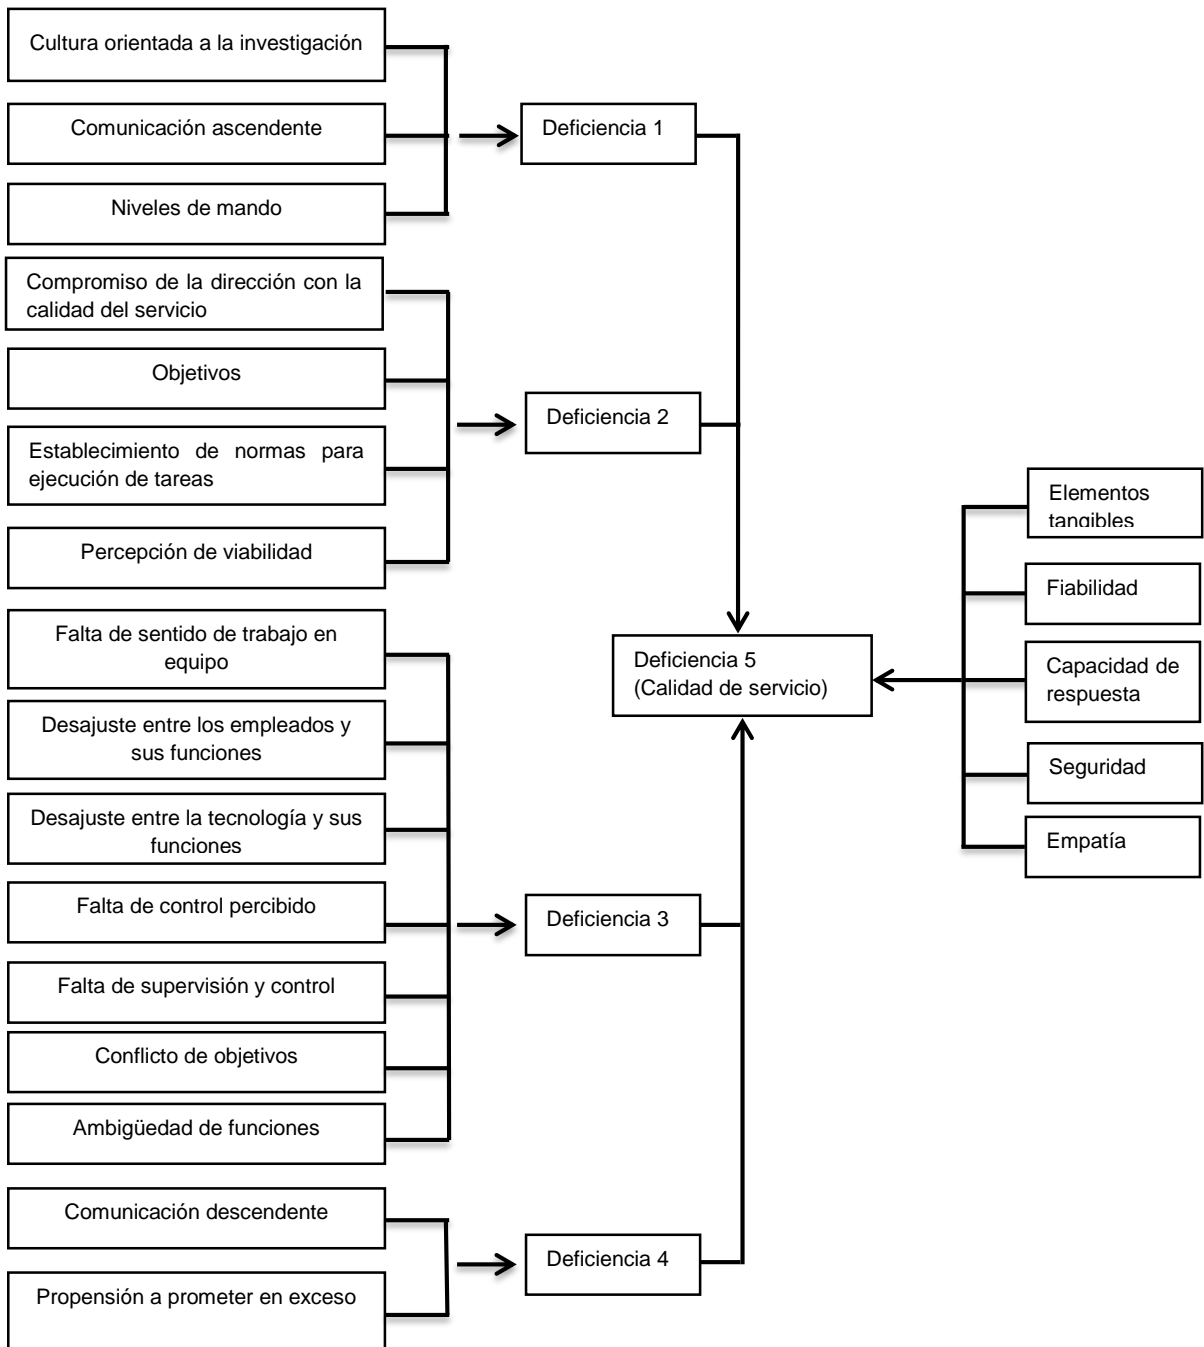 Cultura orientada a la investigación
Comunicación ascendente
Niveles de mando
Deficiencia 1
Compromiso de la dirección con la
calidad del servicio
Objetivos
Establecimiento de normas para
ejecución de tareas
Percepción de viabilidad
Deficiencia 2
Falta de sentido de trabajo en
equipo
Desajuste entre los empleados y
sus funciones
Desajuste entre la tecnología y sus
funciones
Falta de control percibido
Falta de supervisión y control
Conflicto de objetivos
Ambigüedad de funciones
Deficiencia 3
Comunicación descendente
Propensión a prometer en exceso
Deficiencia 4
Deficiencia 5
(Calidad de servicio)
Elementos
tangibles
Fiabilidad
Capacidad de
respuesta
Seguridad
Empatía